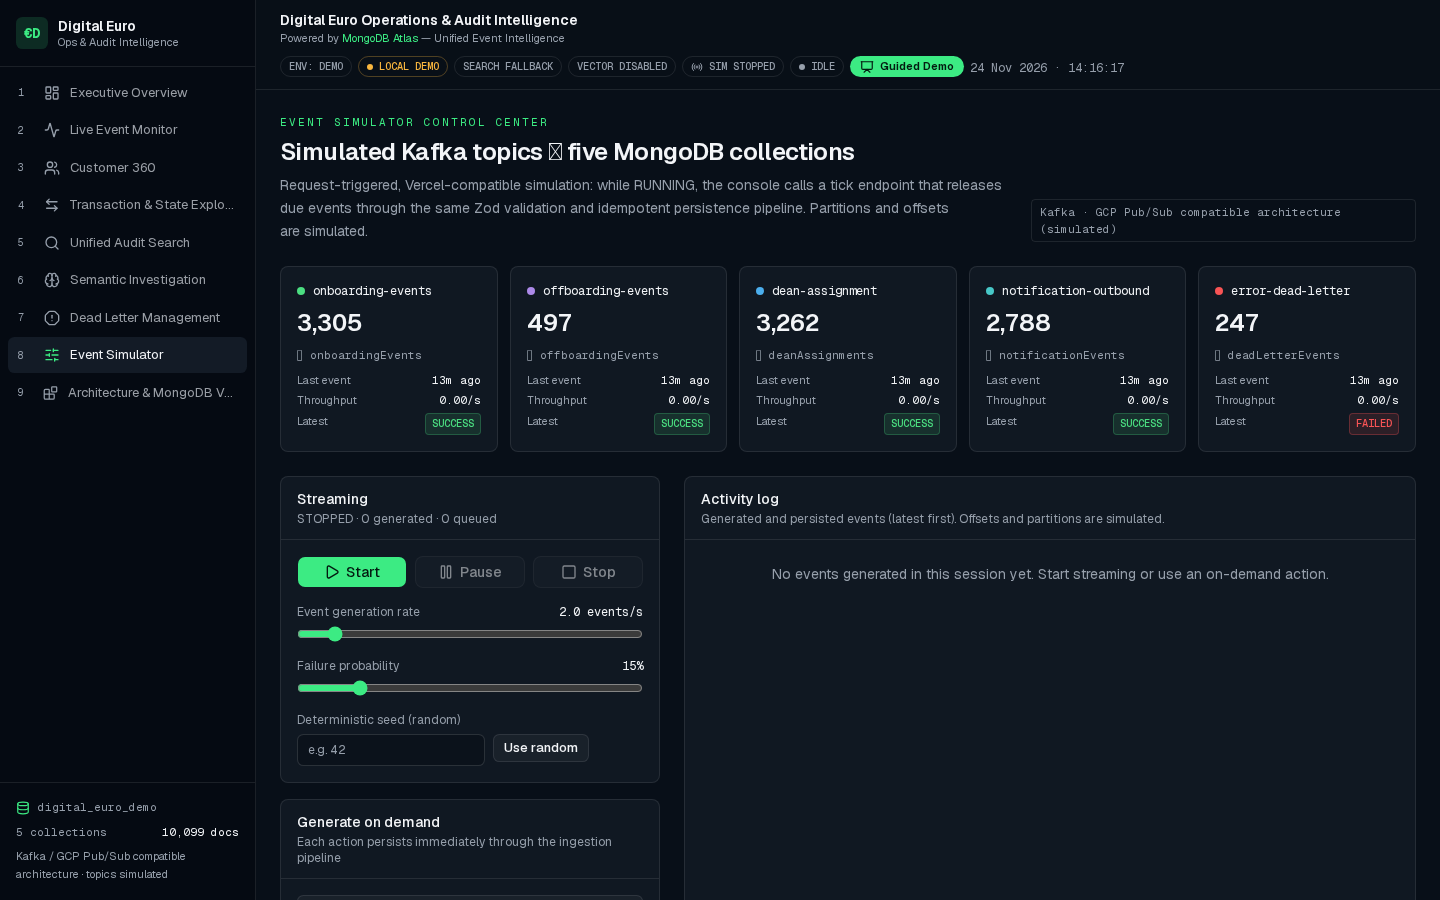 €D
Digital Euro
Ops & Audit Intelligence
1 Executive Overview
2 Live Event Monitor
3 Customer 360
4 Transaction & State Explo...
5 Unified Audit Search
6 Semantic Investigation
7 Dead Letter Management
8 Event Simulator
9 Architecture & MongoDB V...
digital_euro_demo
5 collections 10,099 docs
Kafka / GCP Pub/Sub compatible
architecture · topics simulated
Digital Euro Operations & Audit Intelligence
Powered by MongoDB Atlas — Unified Event Intelligence
ENV: DEMO LOCAL DEMO SEARCH FALLBACK VECTOR DISABLED SIM STOPPED IDLE Guided Demo 24 Nov 2026 · 14:16:17
EVENT SIMULATOR CONTROL CENTER
Simulated Kafka topics five MongoDB collections
Request-triggered, Vercel-compatible simulation: while RUNNING, the console calls a tick endpoint that releases
due events through the same Zod validation and idempotent persistence pipeline. Partitions and offsets
are simulated.
Kafka · GCP Pub/Sub compatible architecture
(simulated)
onboarding-events
3,305
onboardingEvents
Last event 13m ago
Throughput 0.00/s
Latest SUCCESS
offboarding-events
497
offboardingEvents
Last event 13m ago
Throughput 0.00/s
Latest SUCCESS
dean-assignment
3,262
deanAssignments
Last event 13m ago
Throughput 0.00/s
Latest SUCCESS
notification-outbound
2,788
notificationEvents
Last event 13m ago
Throughput 0.00/s
Latest SUCCESS
error-dead-letter
247
deadLetterEvents
Last event 13m ago
Throughput 0.00/s
Latest FAILED
Streaming
STOPPED · 0 generated · 0 queued
Start Pause Stop
Event generation rate 2.0 events/s
Failure probability 15%
Deterministic seed (random)
e.g. 42 Use random
Generate on demand
Each action persists immediately through the ingestion
pipeline
Activity log
Generated and persisted events (latest first). Offsets and partitions are simulated.
No events generated in this session yet. Start streaming or use an on-demand action.